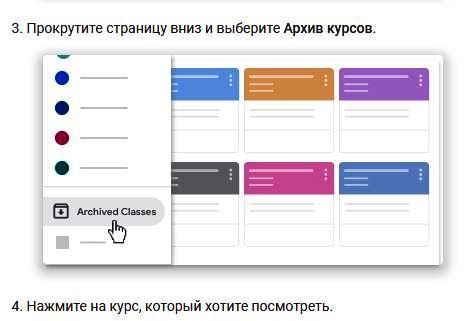 3. Прокрутите страницу вниз и выберите Архив курсов.
Archived Classes
4. Нажмите на курс, который хотите посмотреть.